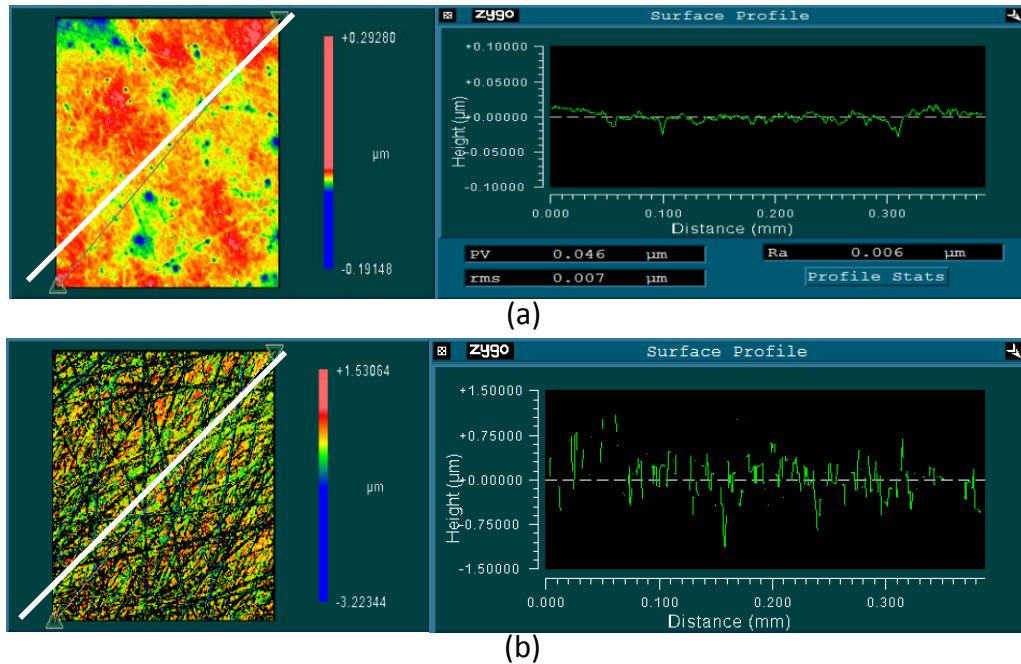 zygo Surface Profile
+0.29280
µm
-0.19148
Height (µm)
+0.10000
+0.05000
+0.00000
-0.05000
-0.10000
0.000 0.100 0.200 0.300
Distance (mm)
PV 0.046 µm
Ra 0.006 µm
rms 0.007 µm
Profile Stats
(a)
zygo Surface Profile
+1.53064
µm
-3.22344
Height (µm)
+1.50000
+0.75000
+0.00000
-0.75000
-1.50000
0.000 0.100 0.200 0.300
Distance (mm)
(b)